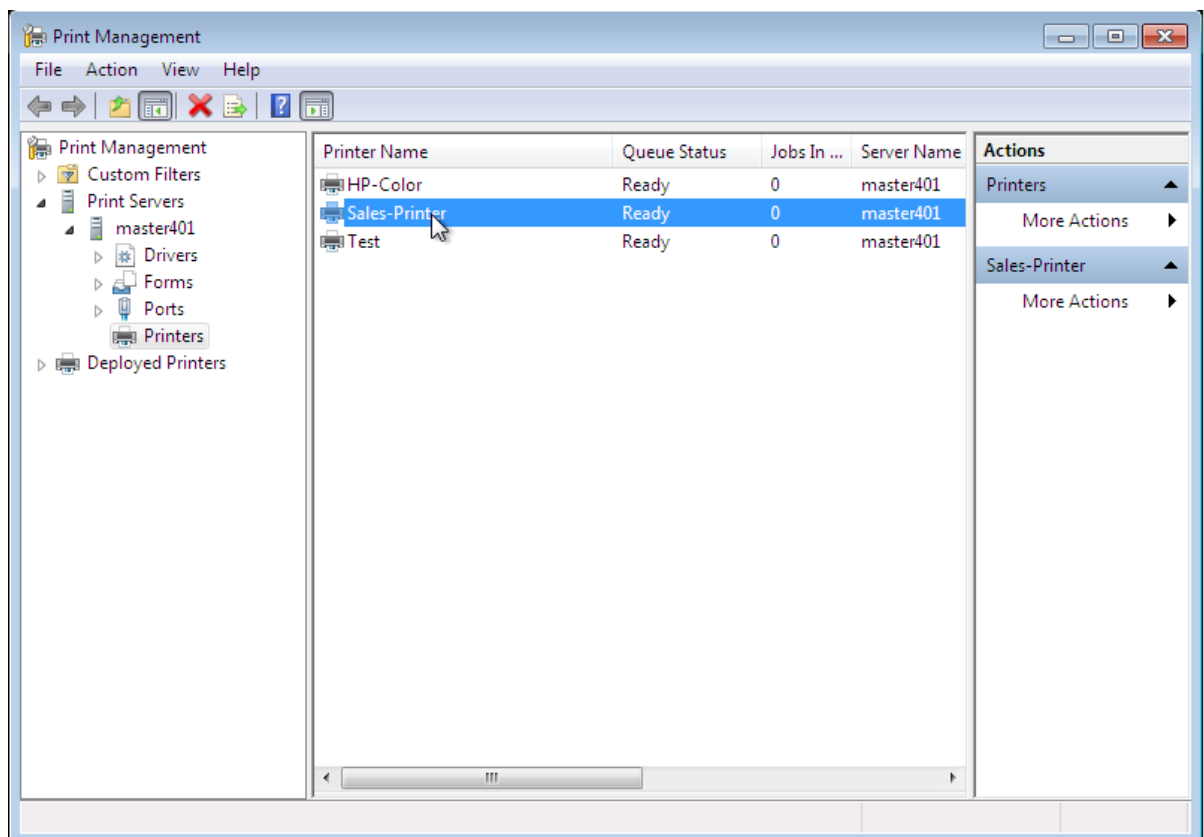 Print Management
File Action View Help
Print Management
Custom Filters
Print Servers
master401
Drivers
Forms
Ports
Printers
Deployed Printers
Printer Name Queue Status Jobs In ... Server Name
HP-Color Ready 0 master401
Sales-Printer Ready 0 master401
Test Ready 0 master401
Actions
Printers
More Actions
Sales-Printer
More Actions